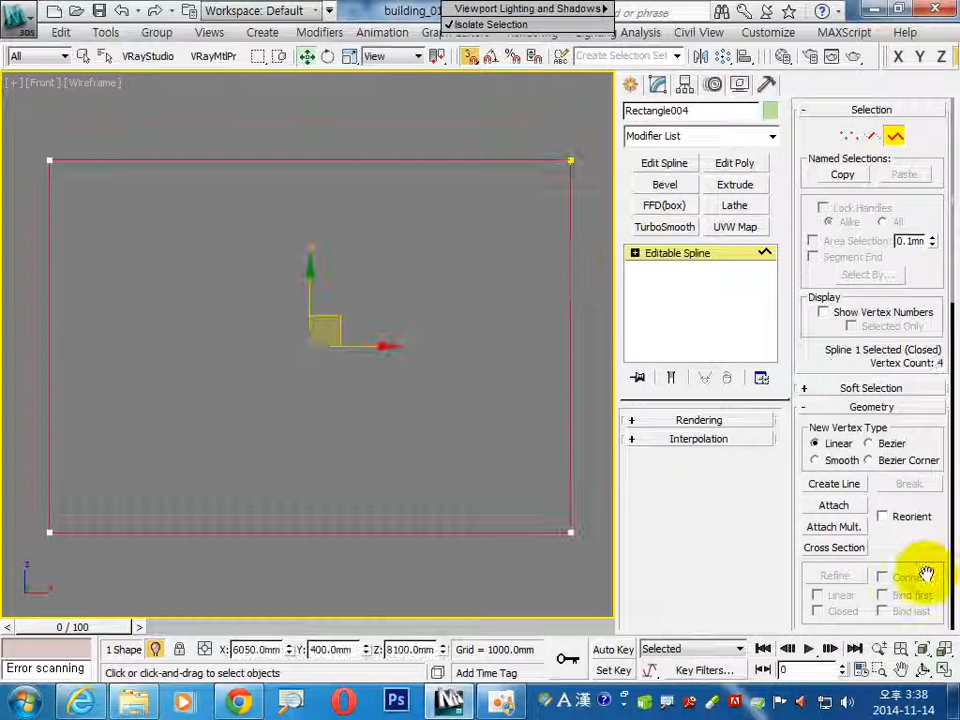 Workspace: Default
building_01
Viewport Lighting and Shadows
Isolate Selection
or phrase
Edit Tools Group Views Create Modifiers Animation Civil View Customize MAXScript Help
All
VRayStudio VRayMtlPr
View
Create Selection Se
X Y Z
[+] [Front] [Wireframe]
Rectangle004
Modifier List
Edit Spline Edit Poly
Bevel Extrude
FFD(box) Lathe
TurboSmooth UVW Map
Editable Spline
Rendering
Interpolation
Selection
Named Selections:
Copy Paste
Lock Handles
Alike All
Area Selection: 0.1mm
Segment End
Select By...
Display
Show Vertex Numbers
Selected Only
Spline 1 Selected (Closed)
Vertex Count: 4
Soft Selection
Geometry
New Vertex Type
Linear Bezier
Smooth Bezier Corner
Create Line Break
Attach
Reorient
Attach Mult.
Cross Section
Refine
Linear Bind first
Closed Bind last
z
x
0 / 100
1 Shape X: 6050.0mm Y: 400.0mm Z: 8100.0mm Grid = 1000.0mm Auto Key Selected
Error scanning Click or click-and-drag to select objects Add Time Tag Set Key Key Filters... 0
A 漢
오후 3:38
2014-11-14